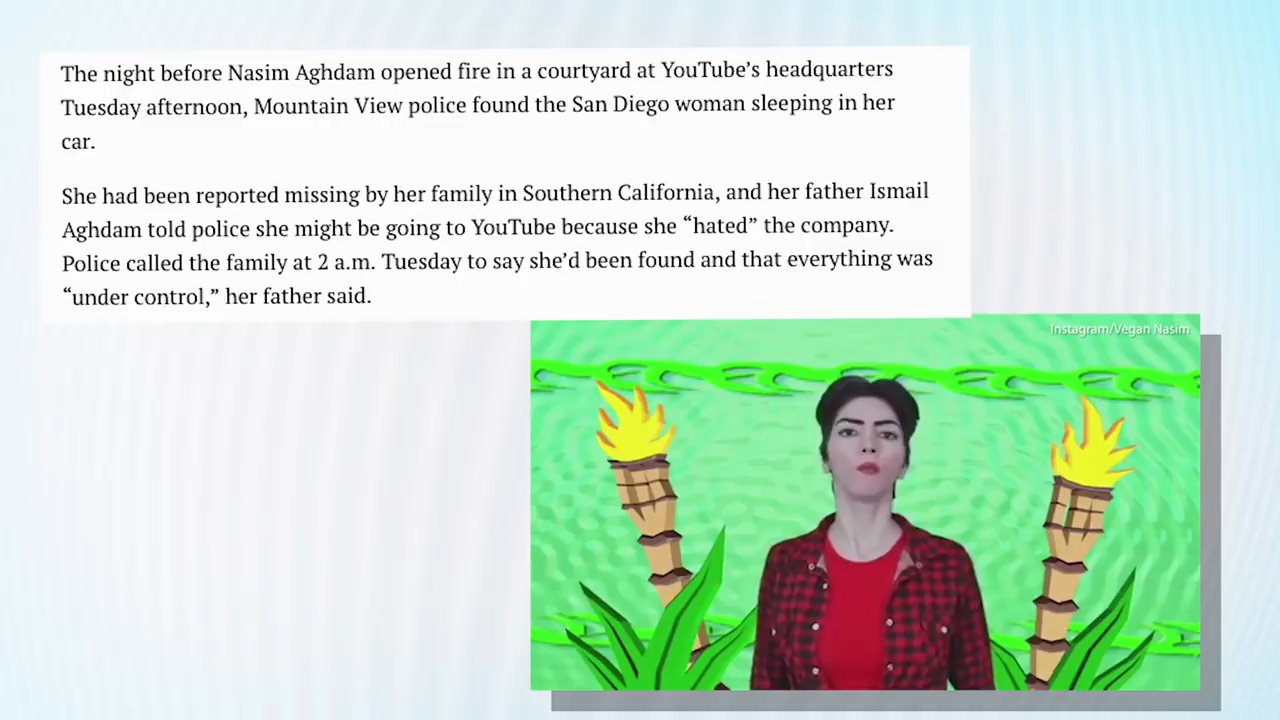 The night before Nasim Aghdam opened fire in a courtyard at YouTube’s headquarters
Tuesday afternoon, Mountain View police found the San Diego woman sleeping in her
car.
She had been reported missing by her family in Southern California, and her father Ismail
Aghdam told police she might be going to YouTube because she “hated” the company.
Police called the family at 2 a.m. Tuesday to say she’d been found and that everything was
“under control,” her father said.
Instagram/Vegan Nasim